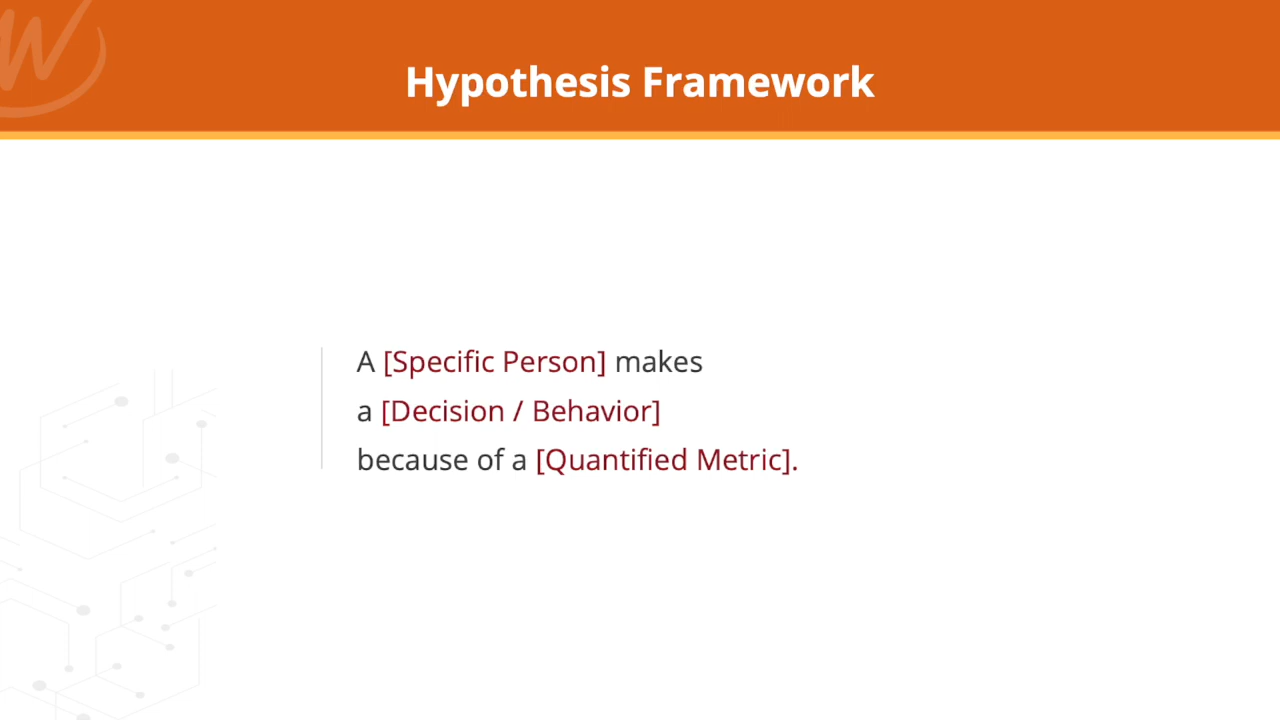 Hypothesis Framework
A [Specific Person] makes
a [Decision / Behavior]
because of a [Quantified Metric].